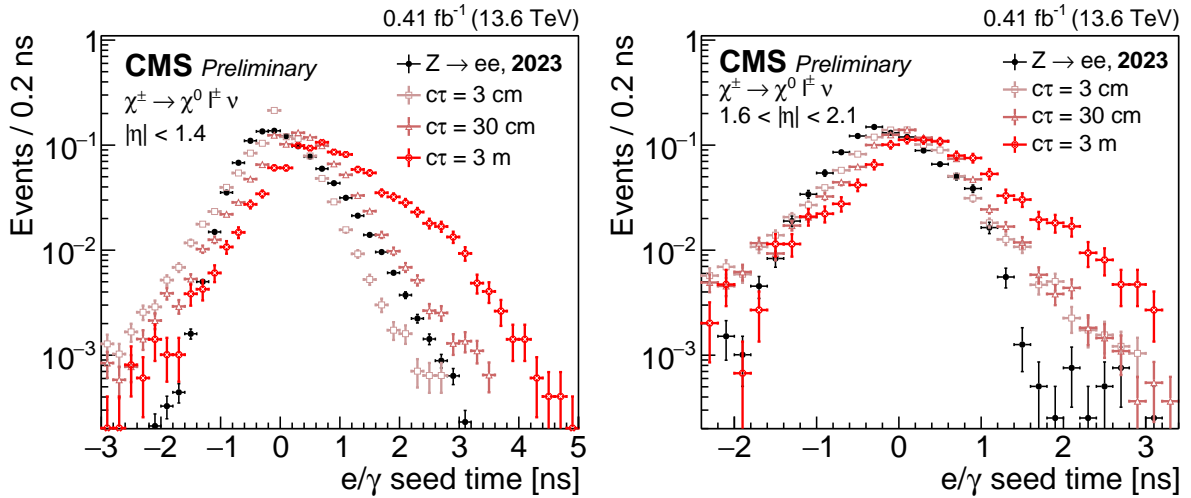 0.41 fb⁻¹ (13.6 TeV)
CMS Preliminary
χ± → χ⁰ l± ν
|η| < 1.4
Z → ee, 2023
cτ = 3 cm
cτ = 30 cm
cτ = 3 m
Events / 0.2 ns
1
10⁻¹
10⁻²
10⁻³
−3 −2 −1 0 1 2 3 4 5
e/γ seed time [ns]
0.41 fb⁻¹ (13.6 TeV)
CMS Preliminary
χ± → χ⁰ l± ν
1.6 < |η| < 2.1
Z → ee, 2023
cτ = 3 cm
cτ = 30 cm
cτ = 3 m
Events / 0.2 ns
1
10⁻¹
10⁻²
10⁻³
−2 −1 0 1 2 3
e/γ seed time [ns]